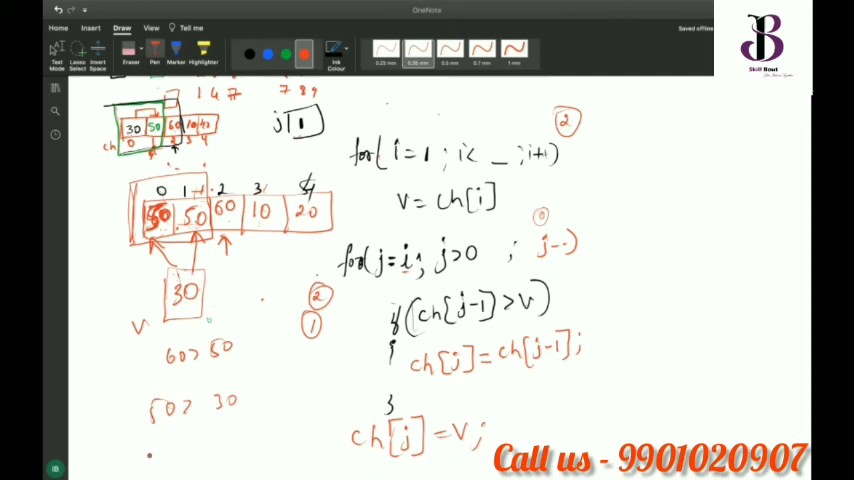 OneNote
Home Insert Draw View Tell me
Saved offline
Text Mode
Lasso Select
Insert Space
Eraser
Pen
Marker
Highlighter
Ink Colour
0.25 mm
0.35 mm
0.5 mm
0.7 mm
1 mm
B
Skill Bout
1 4 7
30 50 60 10
ch 0 1 2 3 4
j 1
2
for( i=1 ; i< _ ; i++)
v = ch[i]
0 1 2 3 4
50 50 60 10 20
0
for(j=i; j>0 ; j--)
30
v
2
1
if(ch[j-1]>v)
{
ch[j]=ch[j-1];
60> 50
50> 30
}
ch[j]=v;
Call us - 9901020907
IB